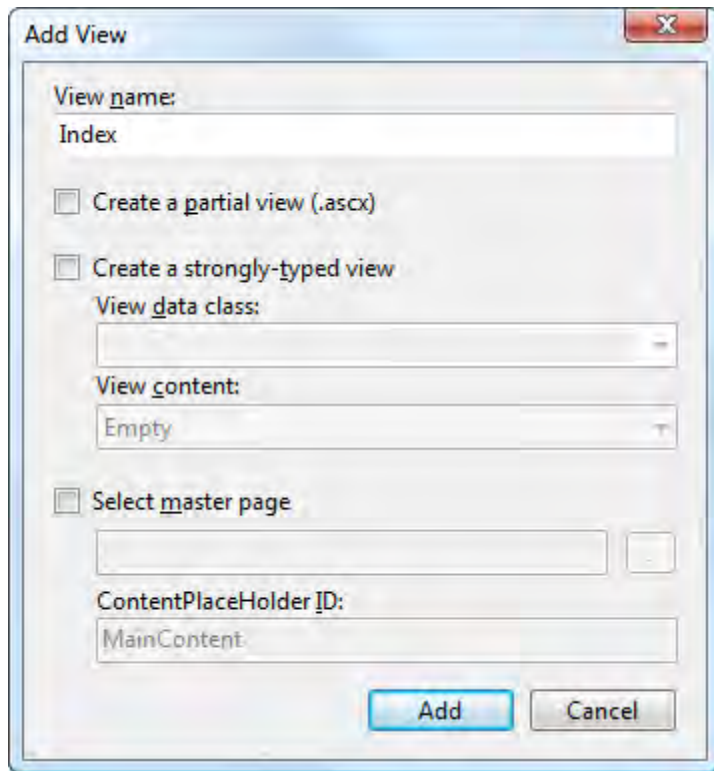 Add View
View name:
Index
Create a partial view (.ascx)
Create a strongly-typed view
View data class:
View content:
Empty
Select master page
ContentPlaceHolder ID:
MainContent
Add
Cancel